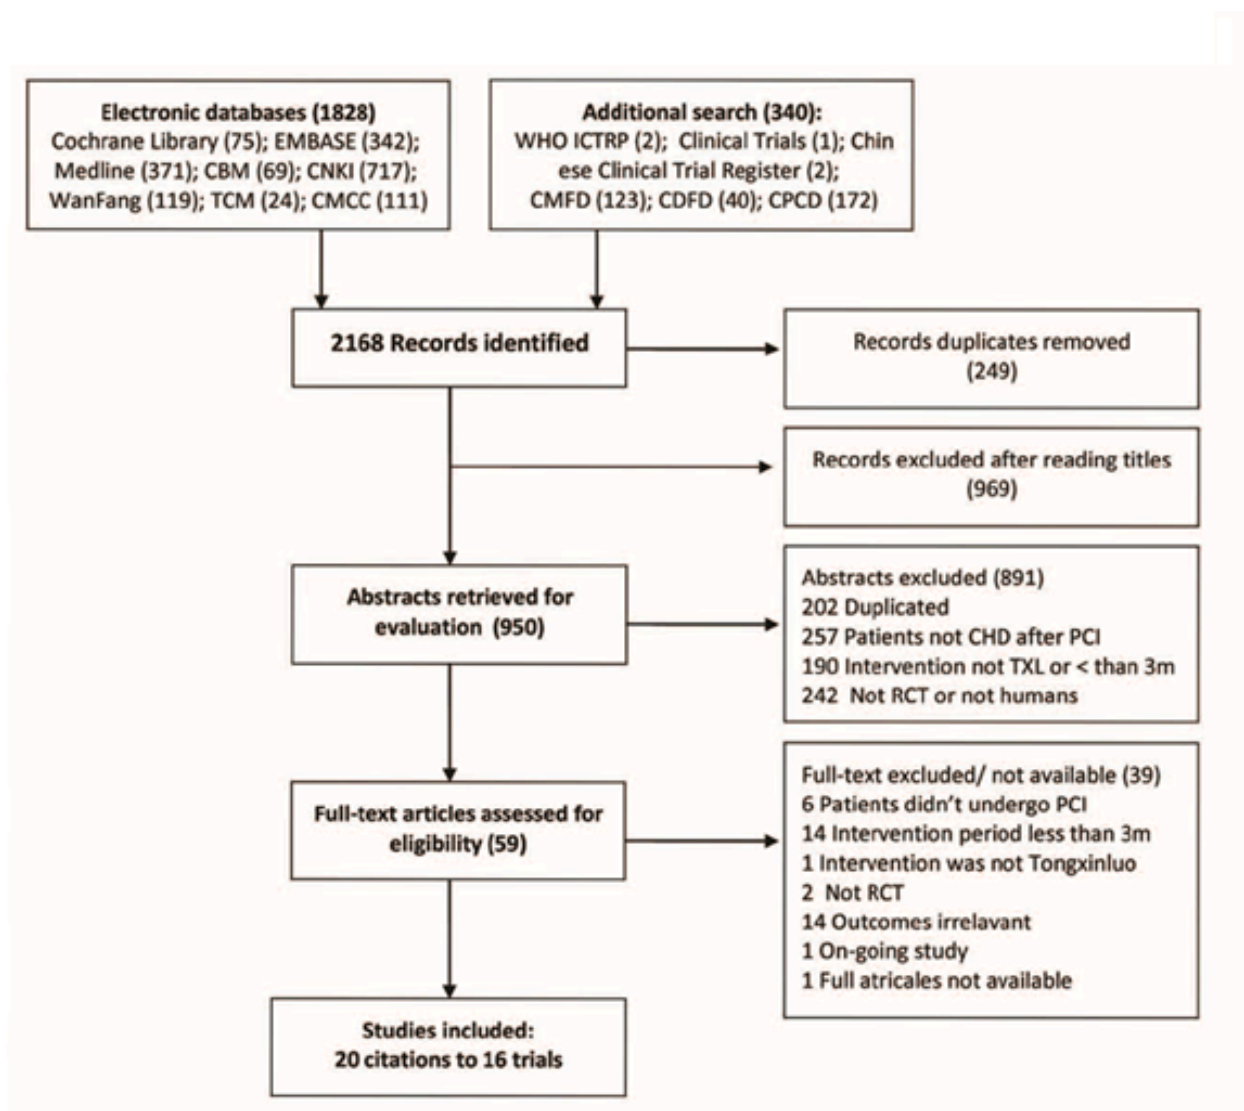 Electronic databases (1828)
Cochrane Library (75); EMBASE (342);
Medline (371); CBM (69); CNKI (717);
WanFang (119); TCM (24); CMCC (111)
Additional search (340):
WHO ICTRP (2); Clinical Trials (1); Chin
ese Clinical Trial Register (2);
CMFD (123); CDFD (40); CPCD (172)
2168 Records identified
Records duplicates removed
(249)
Records excluded after reading titles
(969)
Abstracts retrieved for
evaluation (950)
Abstracts excluded (891)
202 Duplicated
257 Patients not CHD after PCI
190 Intervention not TXL or < than 3m
242 Not RCT or not humans
Full-text articles assessed for
eligibility (59)
Full-text excluded/ not available (39)
6 Patients didn't undergo PCI
14 Intervention period less than 3m
1 Intervention was not Tongxinluo
2 Not RCT
14 Outcomes irrelavant
1 On-going study
1 Full atricales not available
Studies included:
20 citations to 16 trials